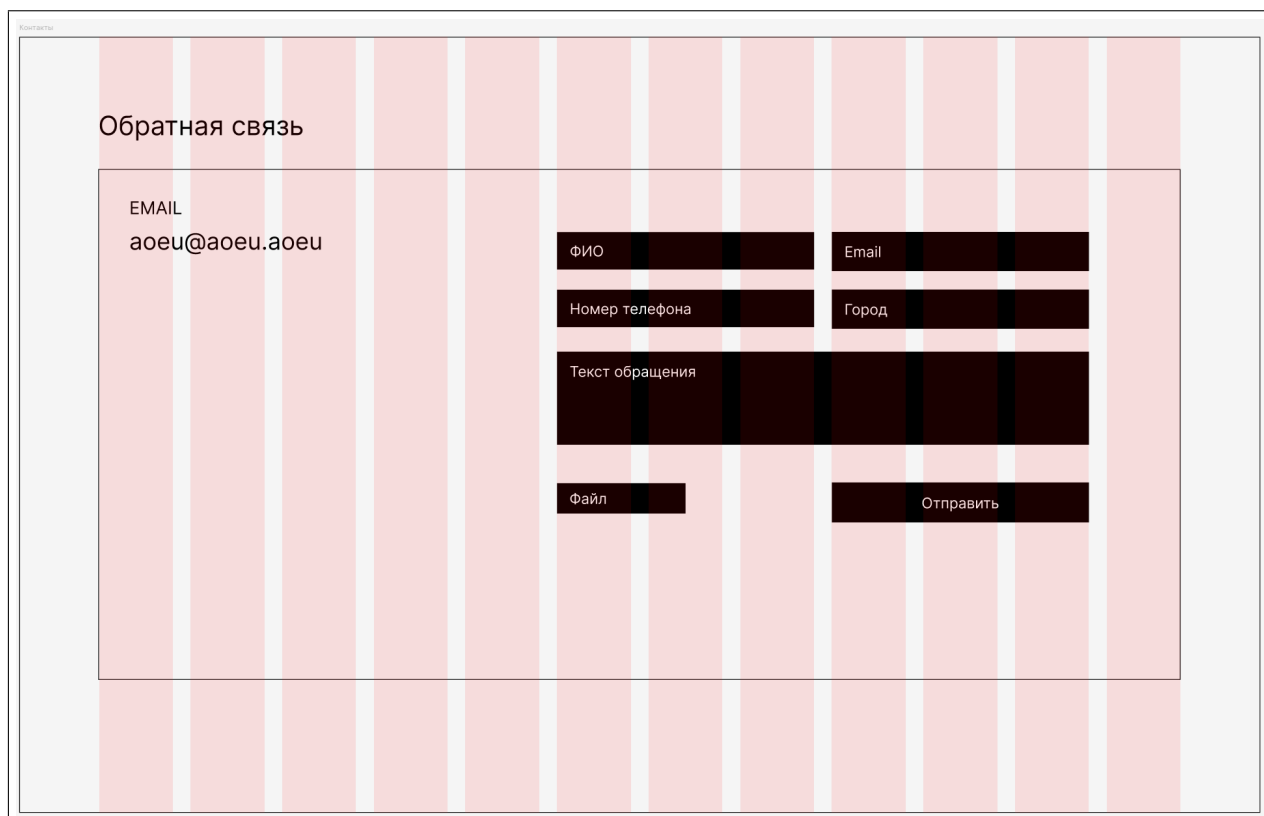 Контакты
Обратная связь
EMAIL
aoeu@aoeu.aoeu
ФИО
Email
Номер телефона
Город
Текст обращения
Файл
Отправить